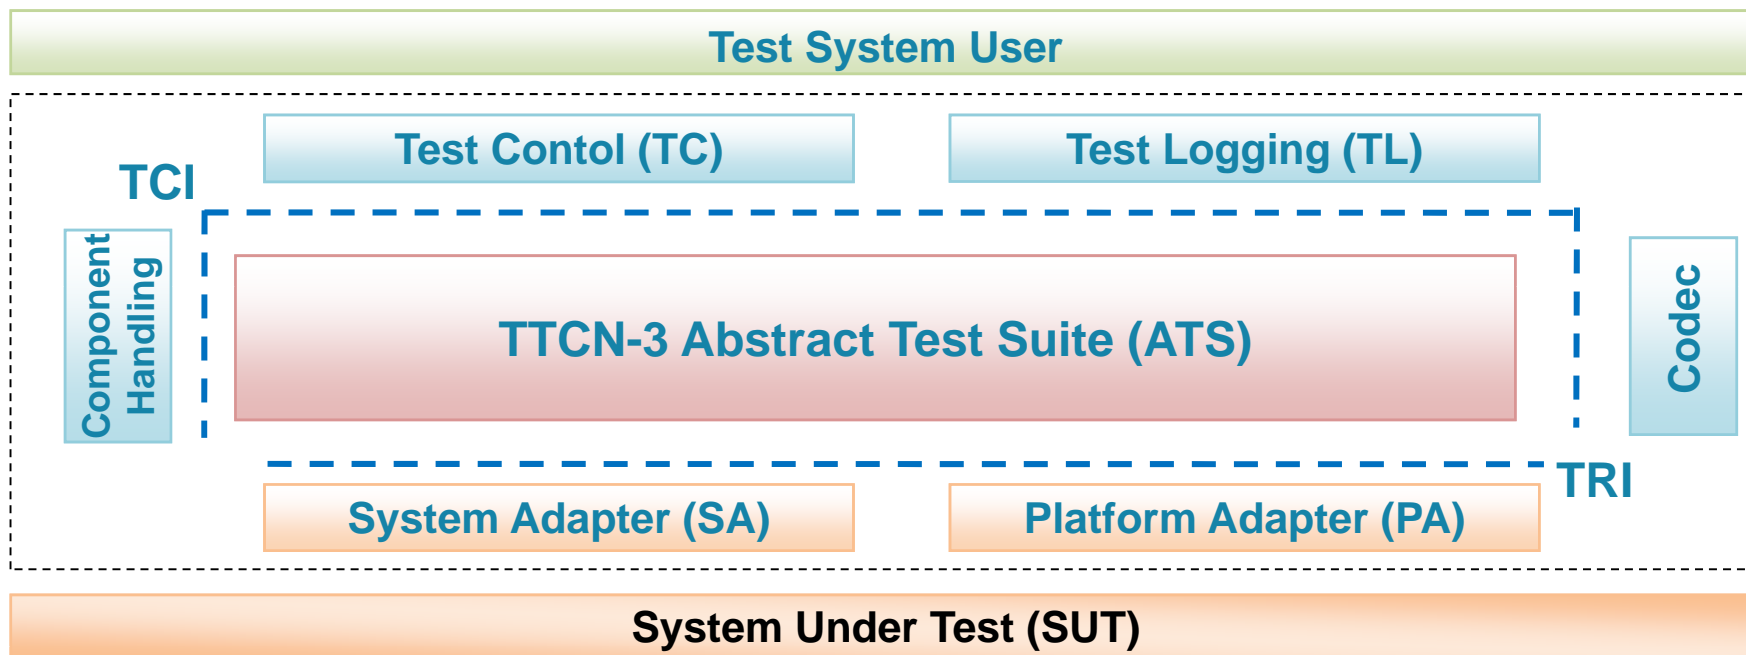 Test System User
Test Contol (TC)
Test Logging (TL)
TCI
Component
Handling
TTCN-3 Abstract Test Suite (ATS)
Codec
TRI
System Adapter (SA)
Platform Adapter (PA)
System Under Test (SUT)